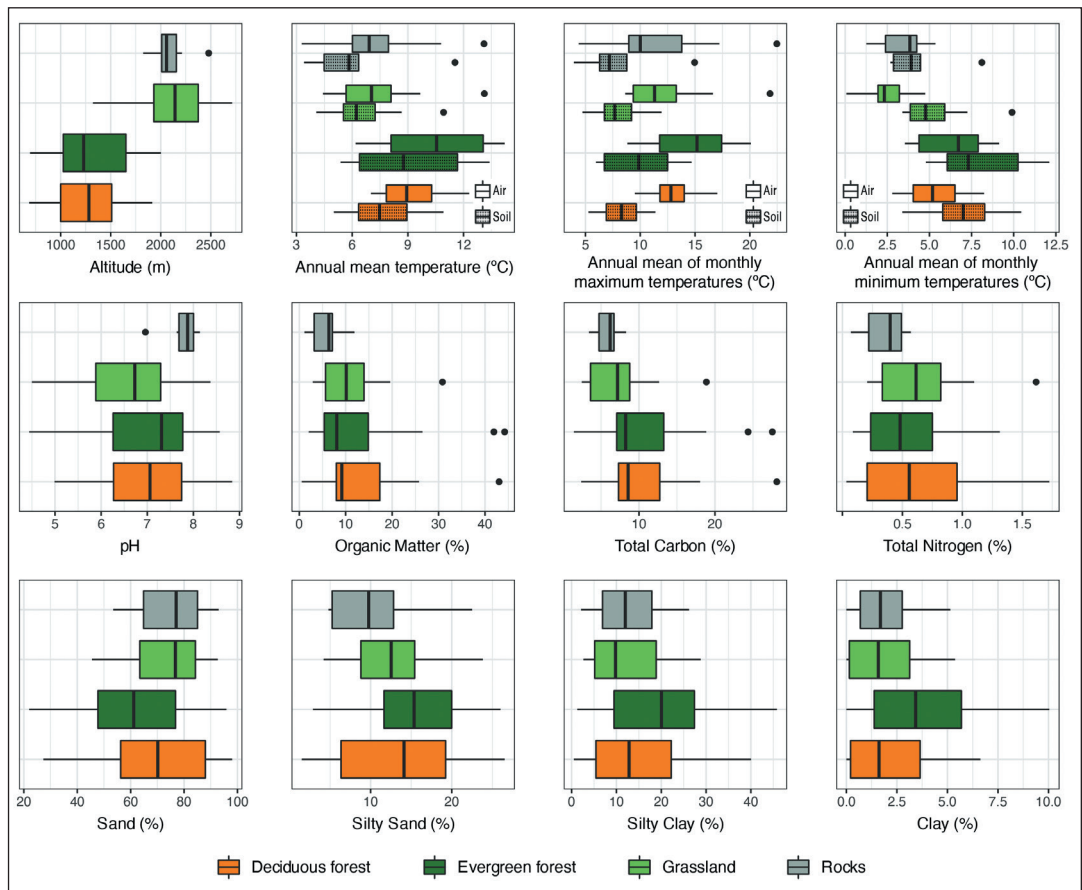 Air
Soil
Air
Soil
Air
Soil
1000 1500 2000 2500
3 6 9 12
5 10 15 20
0.0 2.5 5.0 7.5 10.0 12.5
Altitude (m)
Annual mean temperature (ºC)
Annual mean of monthly
maximum temperatures (ºC)
Annual mean of monthly
minimum temperatures (ºC)
5 6 7 8 9
0 10 20 30 40
10 20
0.5 1.0 1.5
pH
Organic Matter (%)
Total Carbon (%)
Total Nitrogen (%)
20 40 60 80 100
10 20
0 10 20 30 40
0.0 2.5 5.0 7.5 10.0
Sand (%)
Silty Sand (%)
Silty Clay (%)
Clay (%)
Deciduous forest
Evergreen forest
Grassland
Rocks